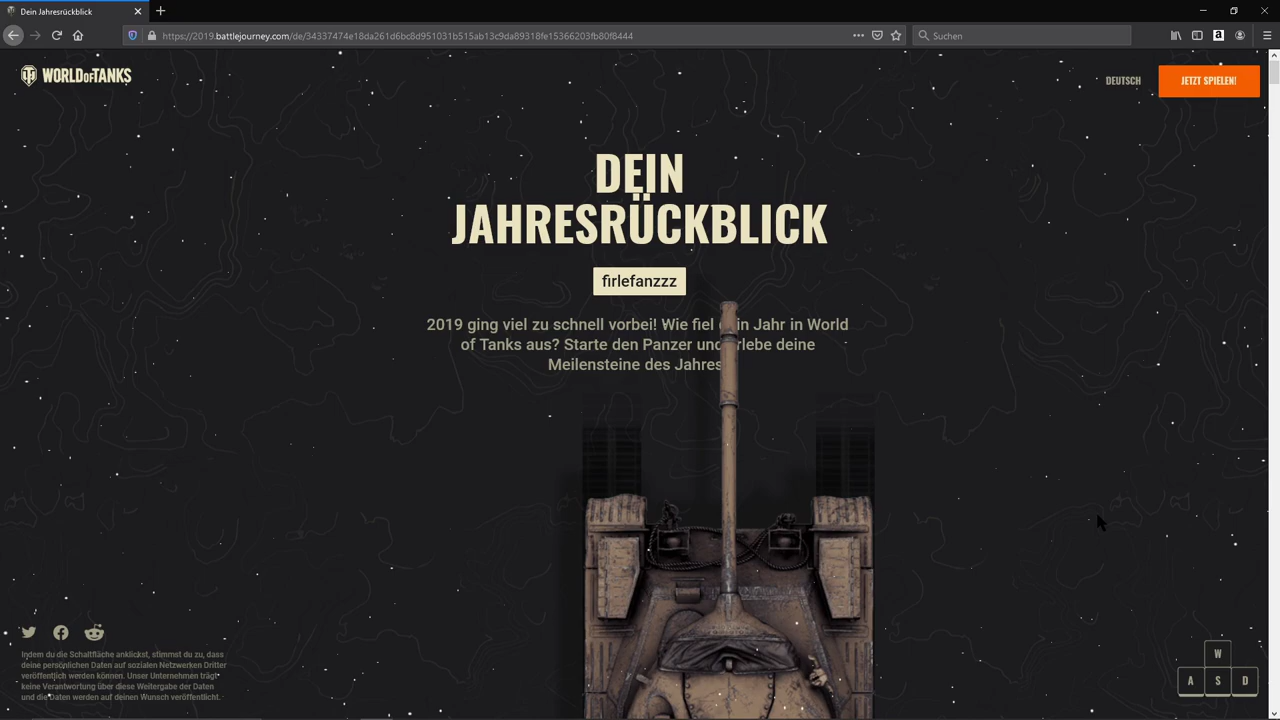 Dein Jahresrückblick
https://2019.battlejourney.com/de/34337474e18da261d6bc8d951031b515ab13c9da89318fe15366203fb80f8444
Suchen
WORLD OF TANKS
DEUTSCH
JETZT SPIELEN!
DEIN
JAHRESRÜCKBLICK
firlefanzzz
2019 ging viel zu schnell vorbei! Wie fiel in Jahr in World
of Tanks aus? Starte den Panzer und rlebe deine
Meilensteine des Jahres
Indem du die Schaltfläche anklickst, stimmst du zu, dass
deine persönlichen Daten auf sozialen Netzwerken Dritter
veröffentlich werden können. Unser Unternehmen trägt
keine Verantwortung über diese Weitergabe der Daten
und die Daten werden auf deinen Wunsch veröffentlicht.
W
A S D